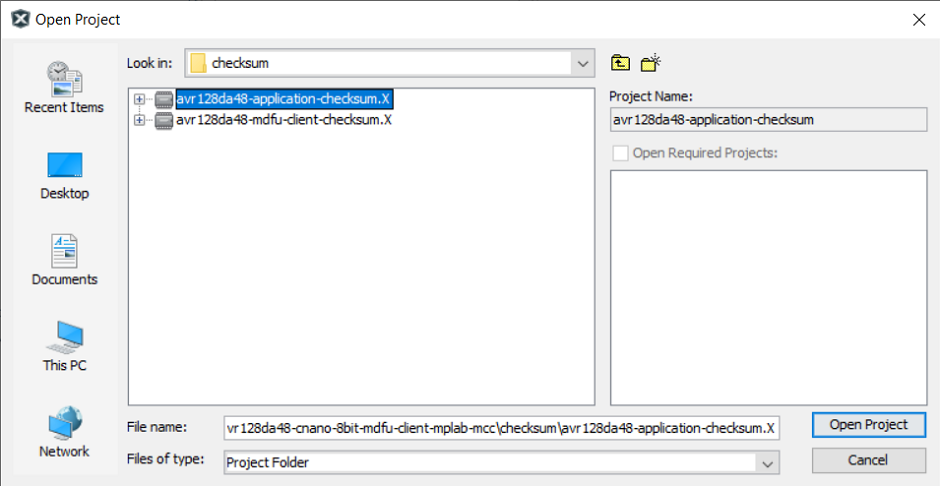 Open Project
Look in: checksum
Recent Items
Desktop
Documents
This PC
Network
avr128da48-application-checksum.X
avr128da48-mdfu-client-checksum.X
Project Name:
avr128da48-application-checksum
Open Required Projects:
File name: vr128da48-cnano-8bit-mdfu-client-mplab-mcc\checksum\avr128da48-application-checksum.X
Open Project
Files of type: Project Folder
Cancel